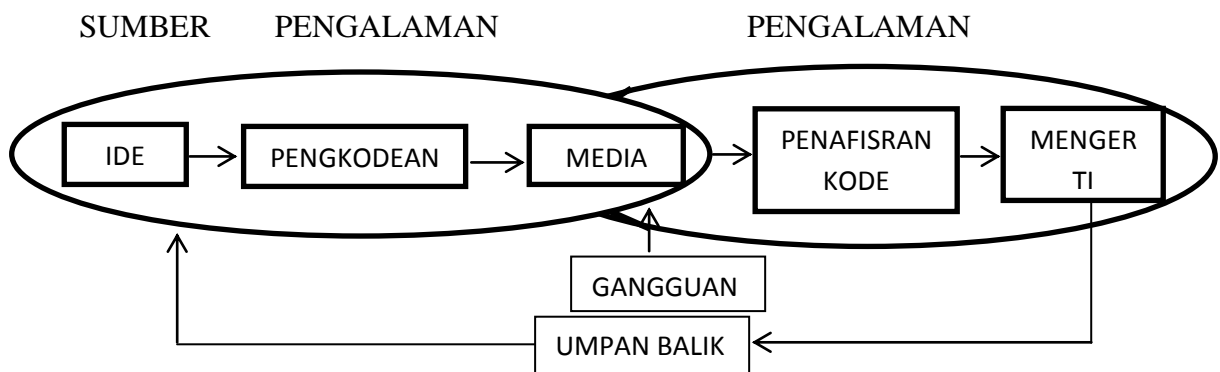 SUMBER PENGALAMAN PENGALAMAN
IDE
PENGKODEAN
MEDIA
PENAFISRAN
KODE
MENGER
TI
GANGGUAN
UMPAN BALIK